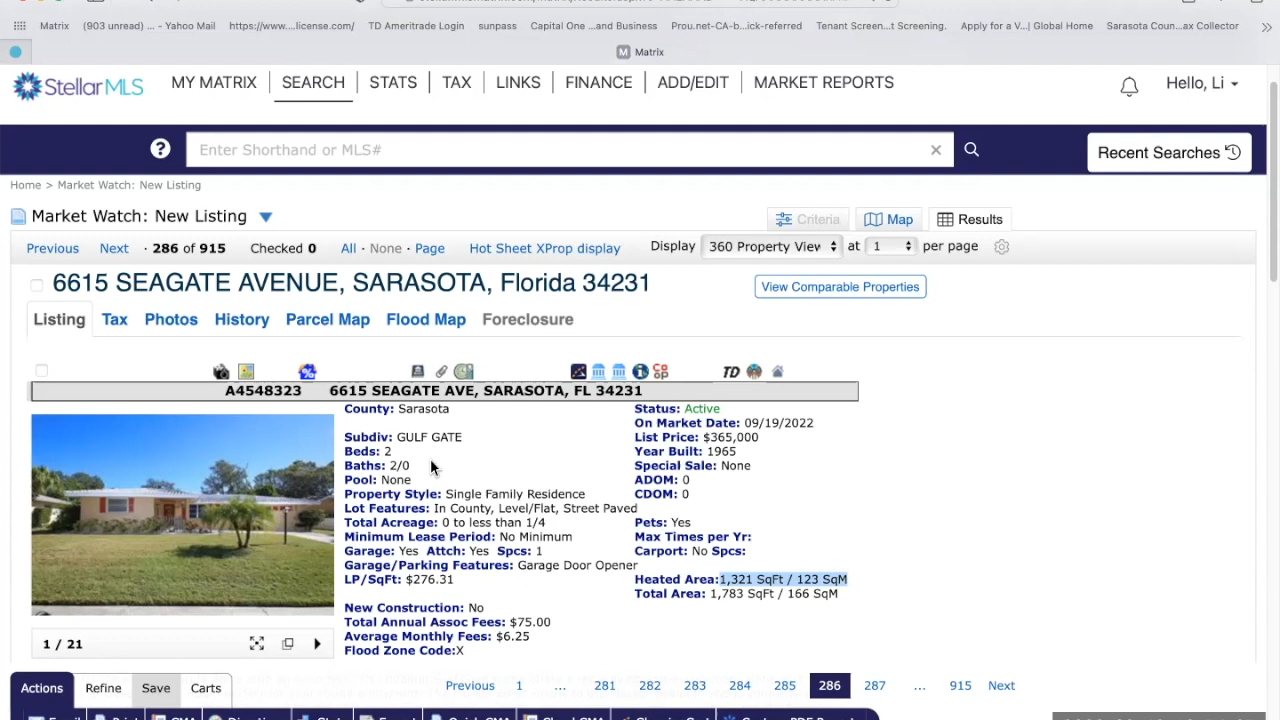 Matrix (903 unread) ... - Yahoo Mail https://www....license.com/ TD Ameritrade Login sunpass Capital One ...and Business Prou.net-CA-b...ick-referred Tenant Screen...t Screening. Apply for a V...| Global Home Sarasota Coun...ax Collector
Matrix
StellarMLS MY MATRIX SEARCH STATS TAX LINKS FINANCE ADD/EDIT MARKET REPORTS Hello, Li
Enter Shorthand or MLS# Recent Searches
Home > Market Watch: New Listing
Market Watch: New Listing Criteria Map Results
Previous Next · 286 of 915 Checked 0 All · None · Page Hot Sheet XProp display Display 360 Property View at 1 per page
6615 SEAGATE AVENUE, SARASOTA, Florida 34231 View Comparable Properties
Listing Tax Photos History Parcel Map Flood Map Foreclosure
CO OP TD
A4548323 6615 SEAGATE AVE, SARASOTA, FL 34231
County: Sarasota Status: Active
On Market Date: 09/19/2022
Subdiv: GULF GATE List Price: $365,000
Beds: 2 Year Built: 1965
Baths: 2/0 Special Sale: None
Pool: None ADOM: 0
Property Style: Single Family Residence CDOM: 0
Lot Features: In County, Level/Flat, Street Paved
Total Acreage: 0 to less than 1/4 Pets: Yes
Minimum Lease Period: No Minimum Max Times per Yr:
Garage: Yes Attch: Yes Spcs: 1 Carport: No Spcs:
Garage/Parking Features: Garage Door Opener
LP/SqFt: $276.31 Heated Area:1,321 SqFt / 123 SqM
Total Area: 1,783 SqFt / 166 SqM
New Construction: No
Total Annual Assoc Fees: $75.00
Average Monthly Fees: $6.25
Flood Zone Code:X
1 / 21
Actions Refine Save Carts Previous 1 ... 281 282 283 284 285 286 287 ... 915 Next